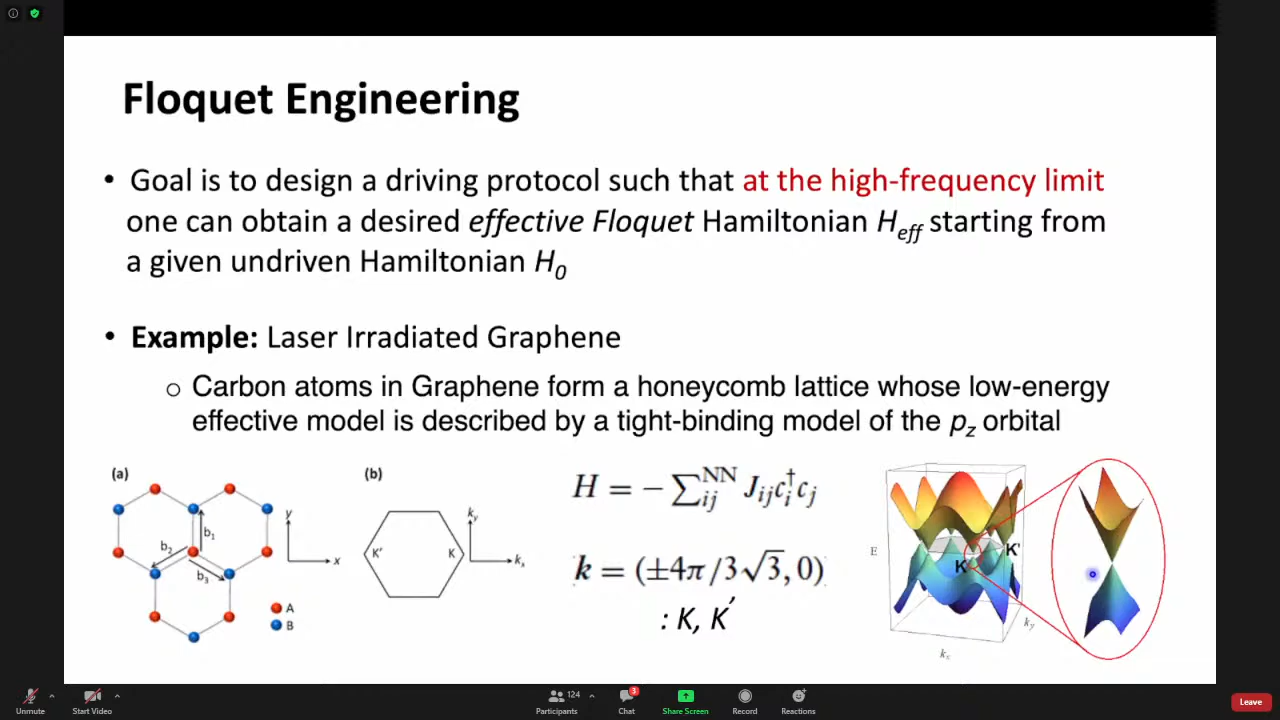 Floquet Engineering
• Goal is to design a driving protocol such that at the high-frequency limit
one can obtain a desired effective Floquet Hamiltonian H_eff starting from
a given undriven Hamiltonian H_0
• Example: Laser Irradiated Graphene
o Carbon atoms in Graphene form a honeycomb lattice whose low-energy
effective model is described by a tight-binding model of the p_z orbital
(a)
b₁
b₂
b₃
y
x
A
B
(b)
K'
K
k_y
k_x
H = −∑_{ij}^{NN} J_{ij} c_i^† c_j
k = (±4π/3√3, 0)
: K, K′
E
K'
K
k_y
k_x
Unmute
Start Video
124
Participants
3
Chat
Share Screen
Record
Reactions
Leave